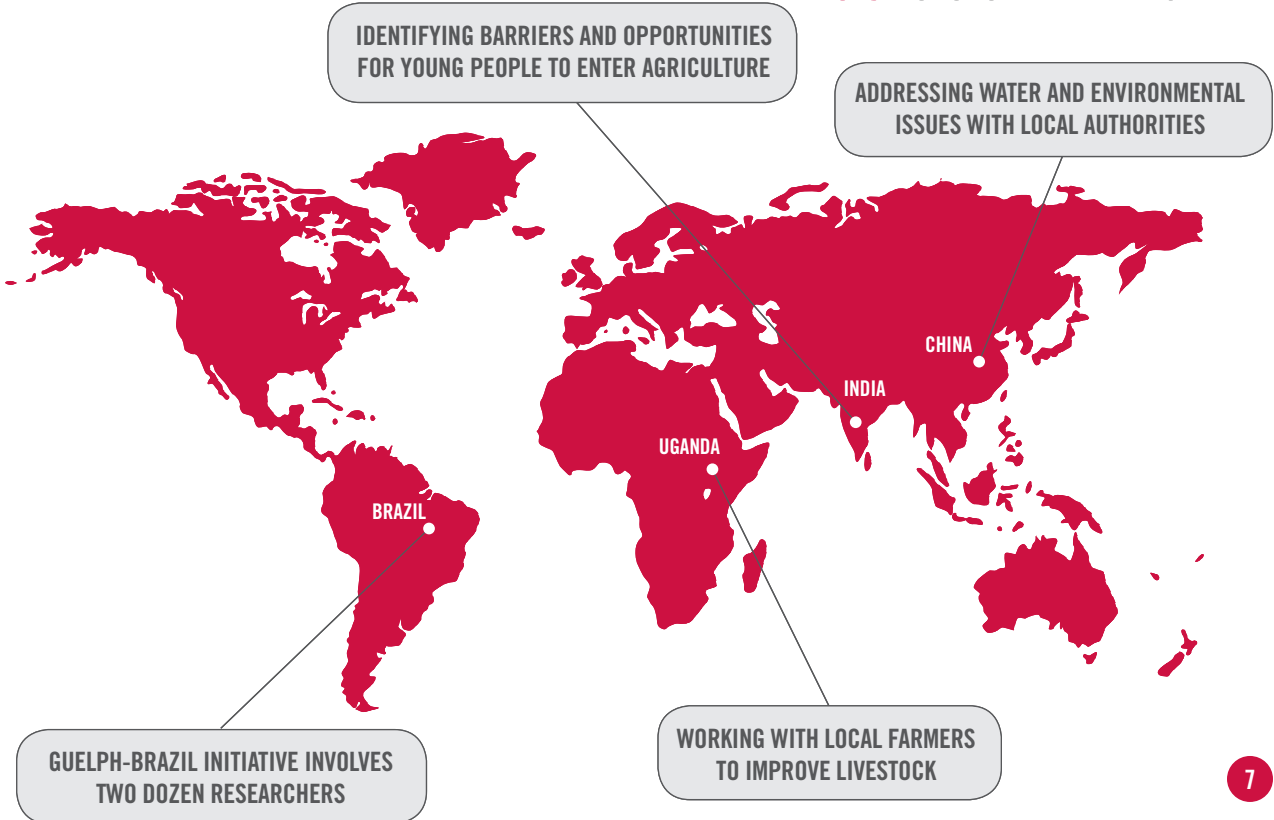 IDENTIFYING BARRIERS AND OPPORTUNITIES
FOR YOUNG PEOPLE TO ENTER AGRICULTURE
ADDRESSING WATER AND ENVIRONMENTAL
ISSUES WITH LOCAL AUTHORITIES
CHINA
INDIA
UGANDA
BRAZIL
GUELPH-BRAZIL INITIATIVE INVOLVES
TWO DOZEN RESEARCHERS
WORKING WITH LOCAL FARMERS
TO IMPROVE LIVESTOCK
7